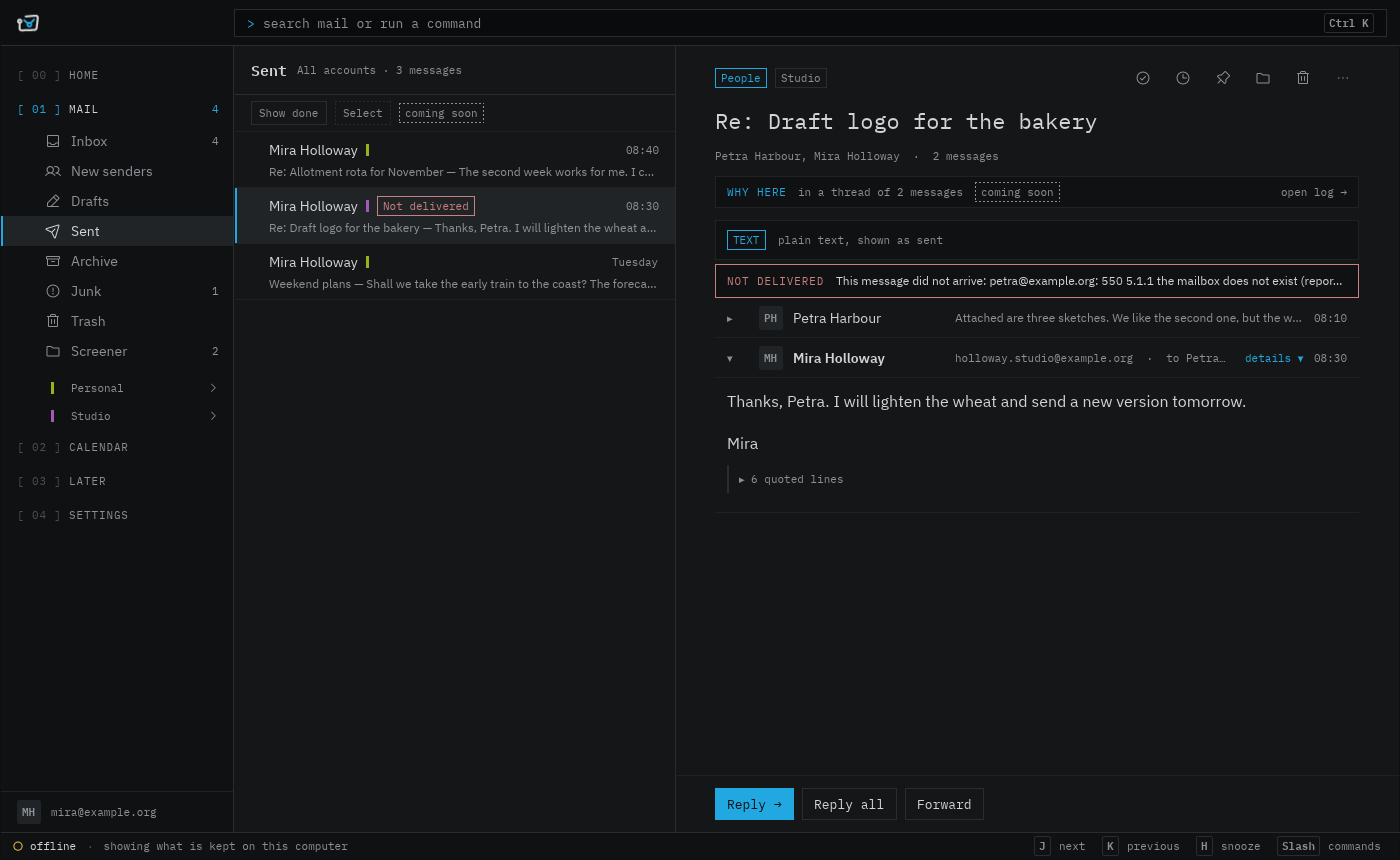 > search mail or run a command Ctrl K
[ 00 ] HOME
[ 01 ] MAIL 4
Inbox 4
New senders
Drafts
Sent
Archive
Junk 1
Trash
Screener 2
Personal
Studio
[ 02 ] CALENDAR
[ 03 ] LATER
[ 04 ] SETTINGS
MH mira@example.org
Sent All accounts · 3 messages
Show done Select coming soon
Mira Holloway 08:40
Re: Allotment rota for November — The second week works for me. I c…
Mira Holloway Not delivered 08:30
Re: Draft logo for the bakery — Thanks, Petra. I will lighten the wheat a…
Mira Holloway Tuesday
Weekend plans — Shall we take the early train to the coast? The foreca…
People Studio ···
Re: Draft logo for the bakery
Petra Harbour, Mira Holloway · 2 messages
WHY HERE in a thread of 2 messages coming soon open log →
TEXT plain text, shown as sent
NOT DELIVERED This message did not arrive: petra@example.org: 550 5.1.1 the mailbox does not exist (repor…
▸ PH Petra Harbour Attached are three sketches. We like the second one, but the w… 08:10
▾ MH Mira Holloway holloway.studio@example.org · to Petra… details ▾ 08:30
Thanks, Petra. I will lighten the wheat and send a new version tomorrow.
Mira
▸ 6 quoted lines
Reply → Reply all Forward
offline · showing what is kept on this computer
J next K previous H snooze Slash commands